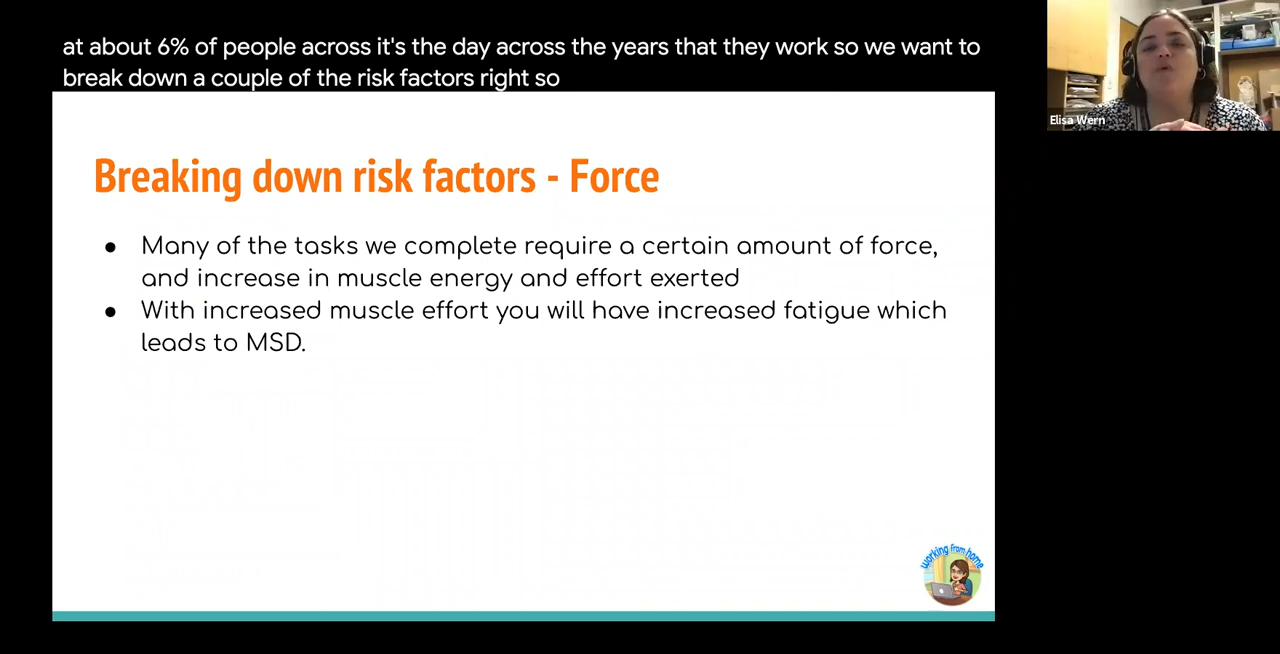 at about 6% of people across it's the day across the years that they work so we want to
break down a couple of the risk factors right so
Elisa Wern
Breaking down risk factors - Force
● Many of the tasks we complete require a certain amount of force,
and increase in muscle energy and effort exerted
● With increased muscle effort you will have increased fatigue which
leads to MSD.
working from home